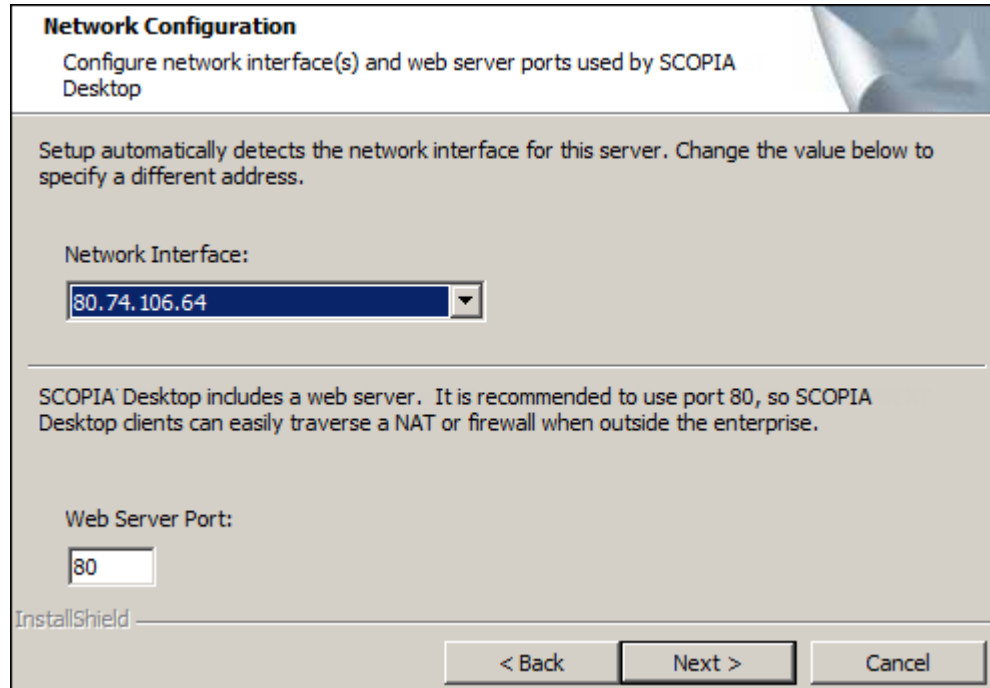 Network Configuration
Configure network interface(s) and web server ports used by SCOPIA
Desktop
Setup automatically detects the network interface for this server. Change the value below to
specify a different address.
Network Interface:
80.74.106.64
SCOPIA Desktop includes a web server.  It is recommended to use port 80, so SCOPIA
Desktop clients can easily traverse a NAT or firewall when outside the enterprise.
Web Server Port:
80
InstallShield
< Back
Next >
Cancel